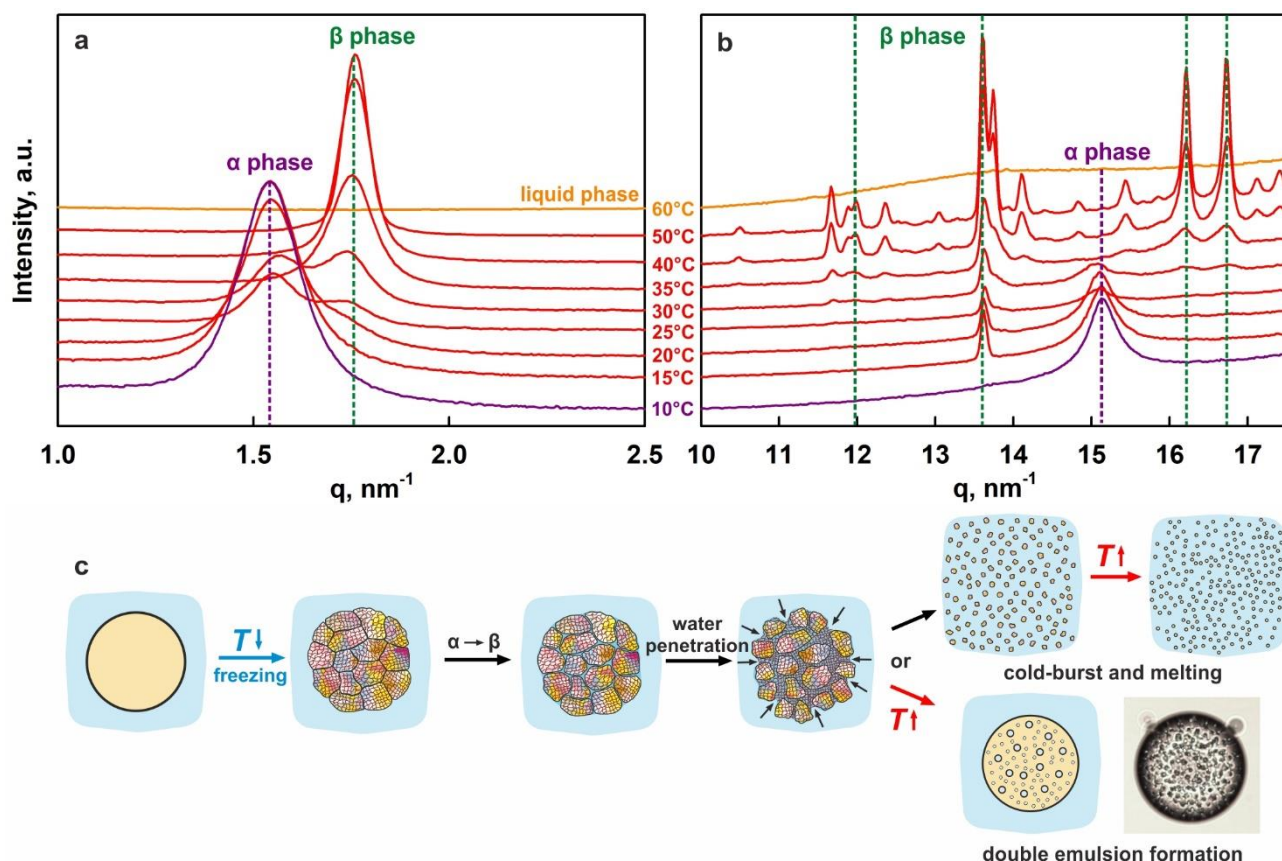 a
β phase
α phase
liquid phase
Intensity, a.u.
1.0 1.5 2.0 2.5
q, nm⁻¹
60°C
50°C
40°C
35°C
30°C
25°C
20°C
15°C
10°C
b
β phase
α phase
10 11 12 13 14 15 16 17
q, nm⁻¹
c
T↓
freezing
α → β
water
penetration
or
T↑
cold-burst and melting
T↑
double emulsion formation